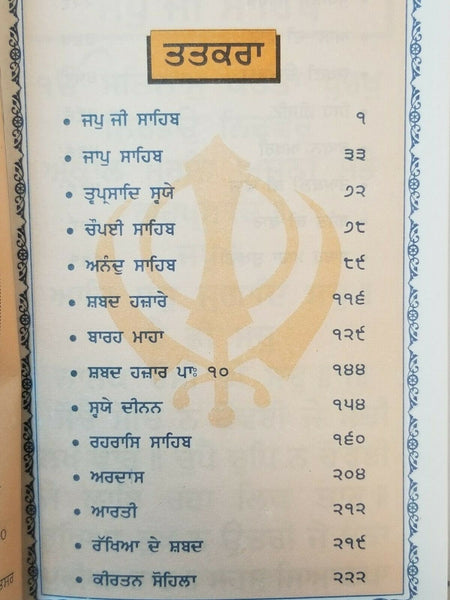 ਤਤਕਰਾ
• ਜਪੁ ਜੀ ਸਾਹਿਬ ੧
• ਜਾਪੁ ਸਾਹਿਬ ੩੩
• ਤ੍ਵਪ੍ਰਸਾਦਿ ਸ੍ਵਯੇ ੭੨
• ਚੌਪਈ ਸਾਹਿਬ ੭੮
• ਅਨੰਦੁ ਸਾਹਿਬ ੮੯
• ਸ਼ਬਦ ਹਜ਼ਾਰੇ ੧੧੬
• ਬਾਰਹ ਮਾਹਾ ੧੨੯
• ਸ਼ਬਦ ਹਜ਼ਾਰ ਪਾਃ ੧੦ ੧੪੪
• ਸ੍ਵਯੇ ਦੀਨਨ ੧੫੪
• ਰਹਰਾਸਿ ਸਾਹਿਬ ੧੬੦
• ਅਰਦਾਸ ੨੦੪
• ਆਰਤੀ ੨੧੨
• ਰੱਖਿਆ ਦੇ ਸ਼ਬਦ ੨੧੯
• ਕੀਰਤਨ ਸੋਹਿਲਾ ੨੨੨